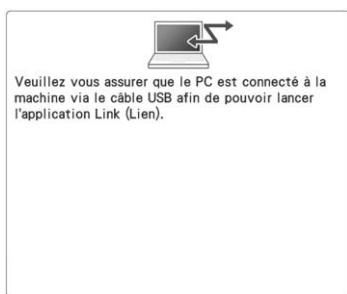 Veuillez vous assurer que le PC est connecté à la
machine via le câble USB afin de pouvoir lancer
l'application Link (Lien).